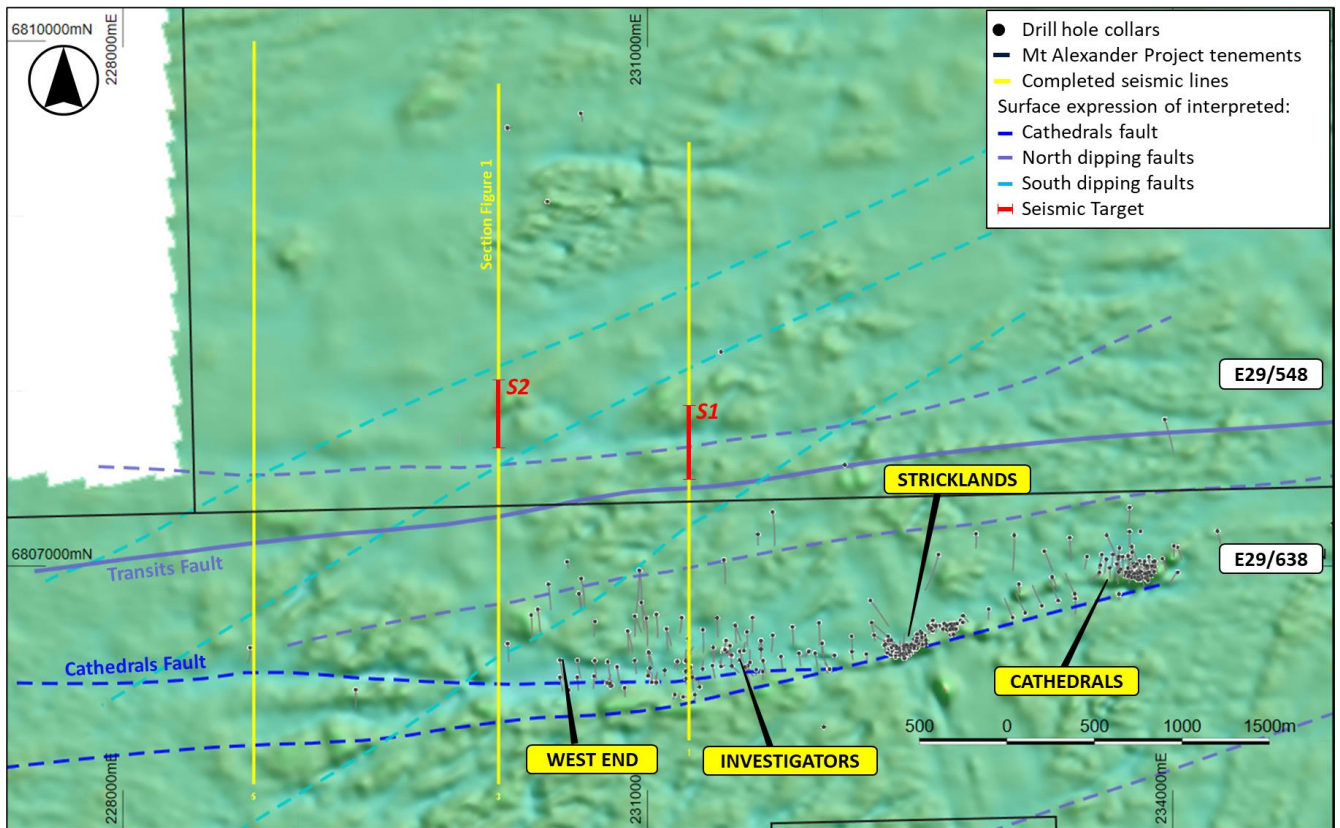 6810000mN
228000mE
231000mE
Drill hole collars
Mt Alexander Project tenements
Completed seismic lines
Surface expression of interpreted:
Cathedrals fault
North dipping faults
South dipping faults
Seismic Target
Section Figure 1
S2
S1
E29/548
STRICKLANDS
6807000mN
E29/638
Transits Fault
Cathedrals Fault
CATHEDRALS
500 0 500 1000 1500m
WEST END
INVESTIGATORS
228000mE
231000
234000mE